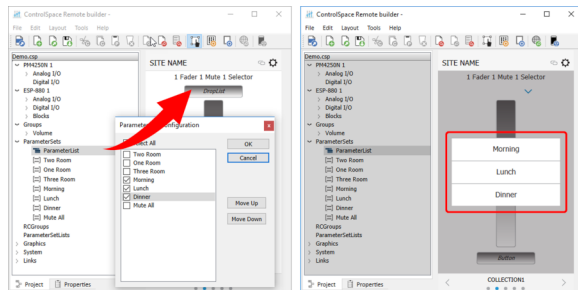 ControlSpace Remote builder -
File Edit Layout Tools Help
Demo.csp
PM4250N 1
Analog I/O
Digital I/O
ESP-880 1
Analog I/O
Digital I/O
Blocks
Groups
Volume
ParameterSets
ParameterList
Two Room
One Room
Three Room
Morning
Lunch
Dinner
Mute All
RCGroups
ParameterSetLists
Graphics
System
Links
Project Properties
SITE NAME
1 Fader 1 Mute 1 Selector
DropList
OK
Cancel
Two Room
One Room
Three Room
Morning
Lunch
Dinner
Mute All
Move Up
Move Down
ControlSpace Remote builder -
File Edit Layout Tools Help
Demo.csp
PM4250N 1
Analog I/O
Digital I/O
ESP-880 1
Analog I/O
Digital I/O
Blocks
Groups
Volume
ParameterSets
ParameterList
Two Room
One Room
Three Room
Morning
Lunch
Dinner
Mute All
RCGroups
ParameterSetLists
Graphics
System
Links
Project Properties
SITE NAME
1 Fader 1 Mute 1 Selector
Morning
Lunch
Dinner
Button
COLLECTION1